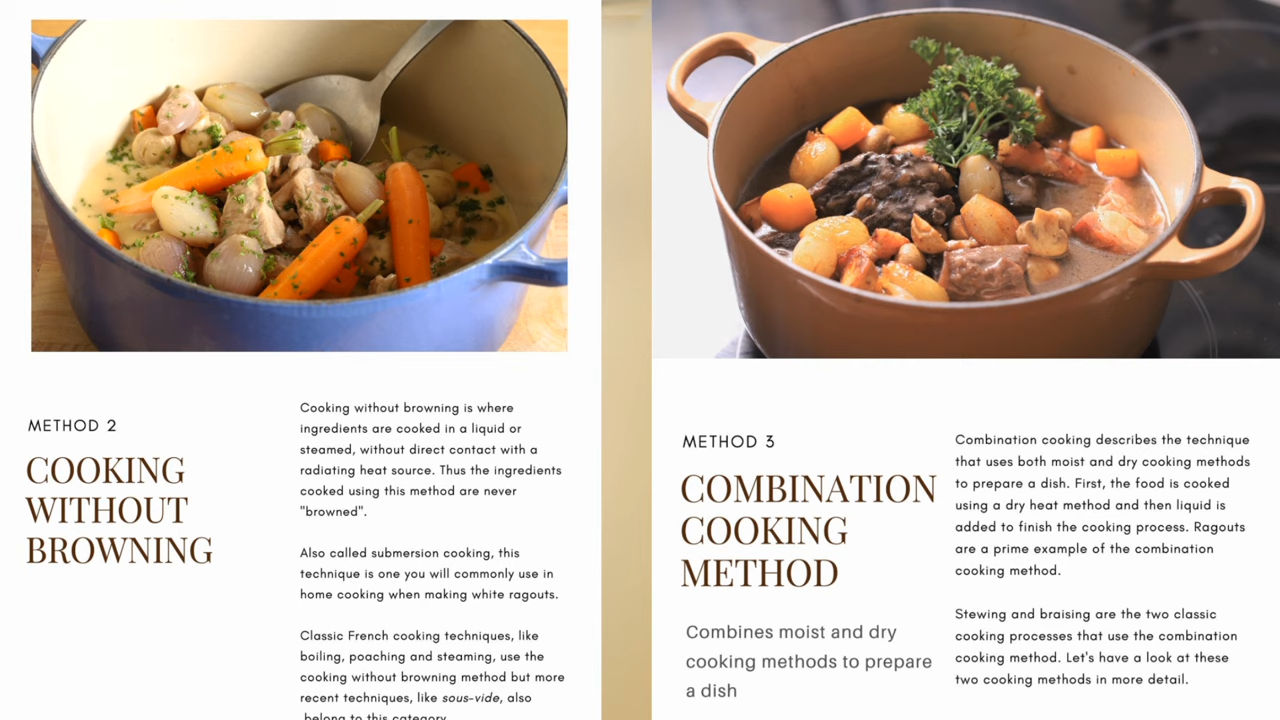 METHOD 2
COOKING
WITHOUT
BROWNING
Cooking without browning is where
ingredients are cooked in a liquid or
steamed, without direct contact with a
radiating heat source. Thus the ingredients
cooked using this method are never
"browned".
Also called submersion cooking, this
technique is one you will commonly use in
home cooking when making white ragouts.
Classic French cooking techniques, like
boiling, poaching and steaming, use the
cooking without browning method but more
recent techniques, like sous-vide, also
belong to this category
METHOD 3
COMBINATION
COOKING
METHOD
Combines moist and dry
cooking methods to prepare
a dish
Combination cooking describes the technique
that uses both moist and dry cooking methods
to prepare a dish. First, the food is cooked
using a dry heat method and then liquid is
added to finish the cooking process. Ragouts
are a prime example of the combination
cooking method.
Stewing and braising are the two classic
cooking processes that use the combination
cooking method. Let's have a look at these
two cooking methods in more detail.